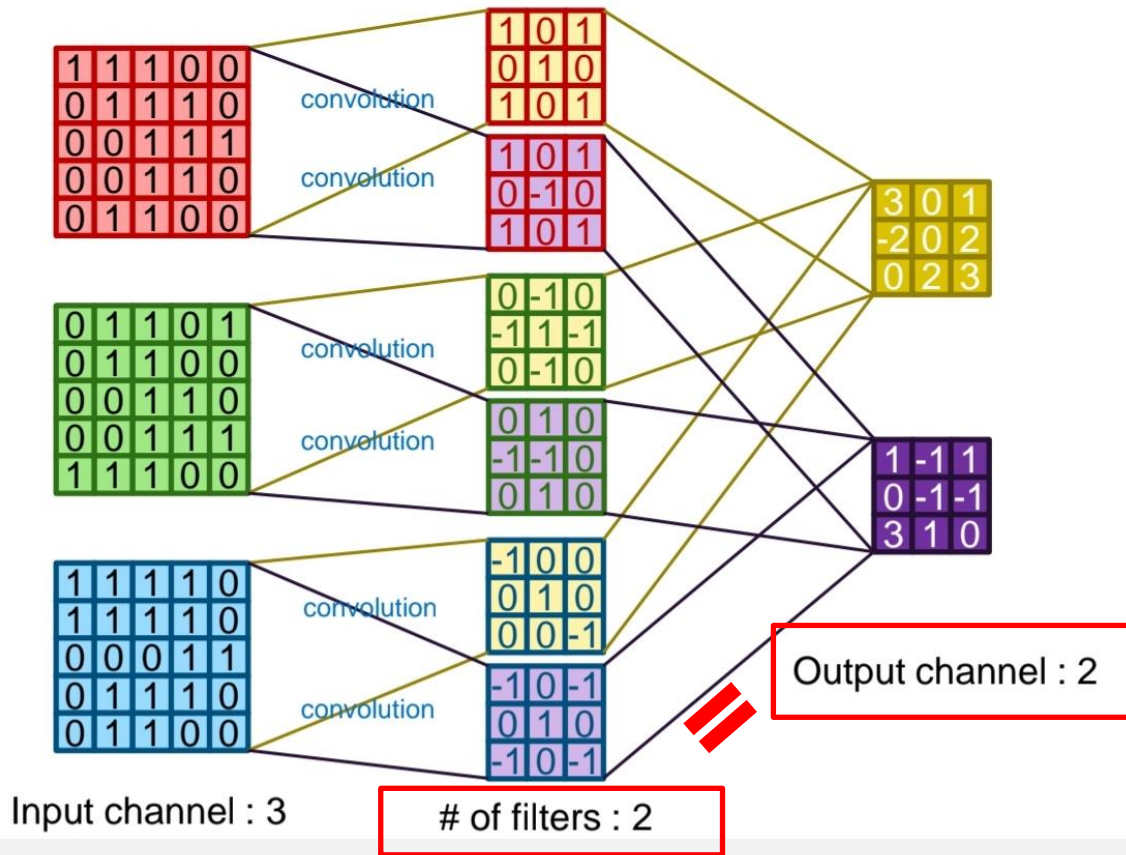 1 1 1 0 0
0 1 1 1 0
0 0 1 1 1
0 0 1 1 0
0 1 1 0 0
convolution
convolution
1 0 1
0 1 0
1 0 1
1 0 1
0 -1 0
1 0 1
0 1 1 0 1
0 1 1 0 0
0 0 1 1 0
0 0 1 1 1
1 1 1 0 0
convolution
convolution
0 -1 0
-1 1 -1
0 -1 0
0 1 0
-1 -1 0
0 1 0
1 1 1 1 0
1 1 1 1 0
0 0 0 1 1
0 1 1 1 0
0 1 1 0 0
convolution
convolution
-1 0 0
0 1 0
0 0 -1
-1 0 -1
0 1 0
-1 0 -1
3 0 1
-2 0 2
0 2 3
1 -1 1
0 -1 -1
3 1 0
Output channel : 2
Input channel : 3
# of filters : 2